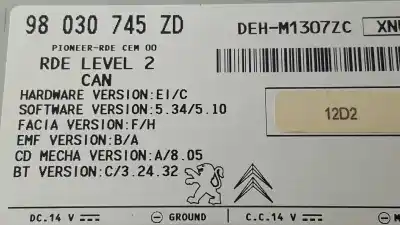 98 030 745 ZD DEH-M1307ZC
PIONEER-RDE CEM 00
RDE LEVEL 2
CAN
HARDWARE VERSION:EI/C
SOFTWARE VERSION:5.34/5.10
FACIA VERSION:F/H
EMF VERSION:B/A
CD MECHA VERSION:A/8.05
BT VERSION:C/3.24.32
12D2
DC.14 V ⎓ ⊖ GROUND C.C.14 V ⎓ ⊖